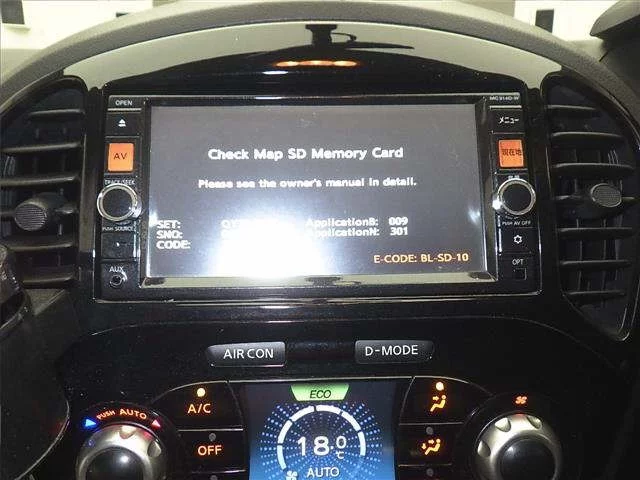 OPEN
MC314D-W
メニュー
Check Map SD Memory Card
AV
現在地
Please see the owner's manual in detail.
TRACK/SEEK
PUSH SOURCE
PUSH AV OFF
SET:
ApplicationB: 009
SNO:
ApplicationN: 301
CODE:
E-CODE: BL-SD-10
AUX
OPT
AIR CON
D-MODE
ECO
PUSH AUTO
A/C
18.0
°C
OFF
AUTO